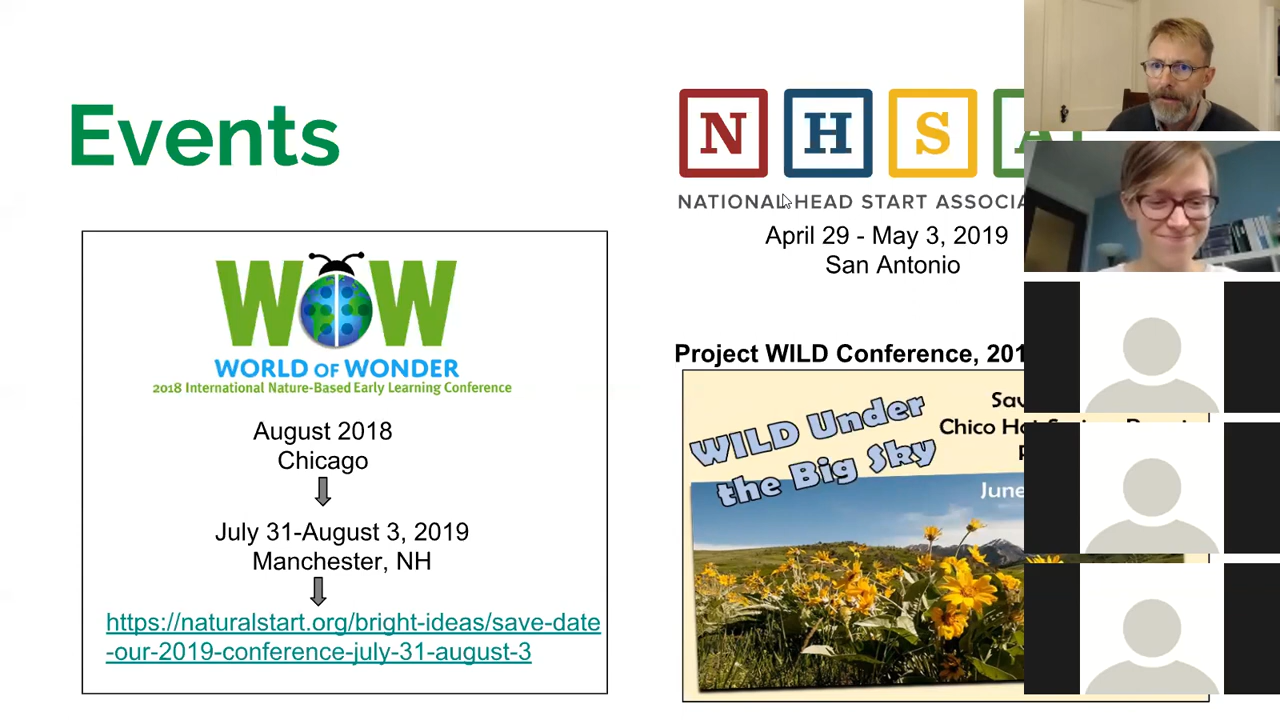 Events
WOW
WORLD OF WONDER
2018 International Nature-Based Early Learning Conference
August 2018
Chicago
July 31-August 3, 2019
Manchester, NH
https://naturalstart.org/bright-ideas/save-date
-our-2019-conference-july-31-august-3
N H S A
NATIONAL HEAD START
April 29 - May 3, 2019
San Antonio
Project WILD Conference,
WILD Under
the Big Sky
Chico
June